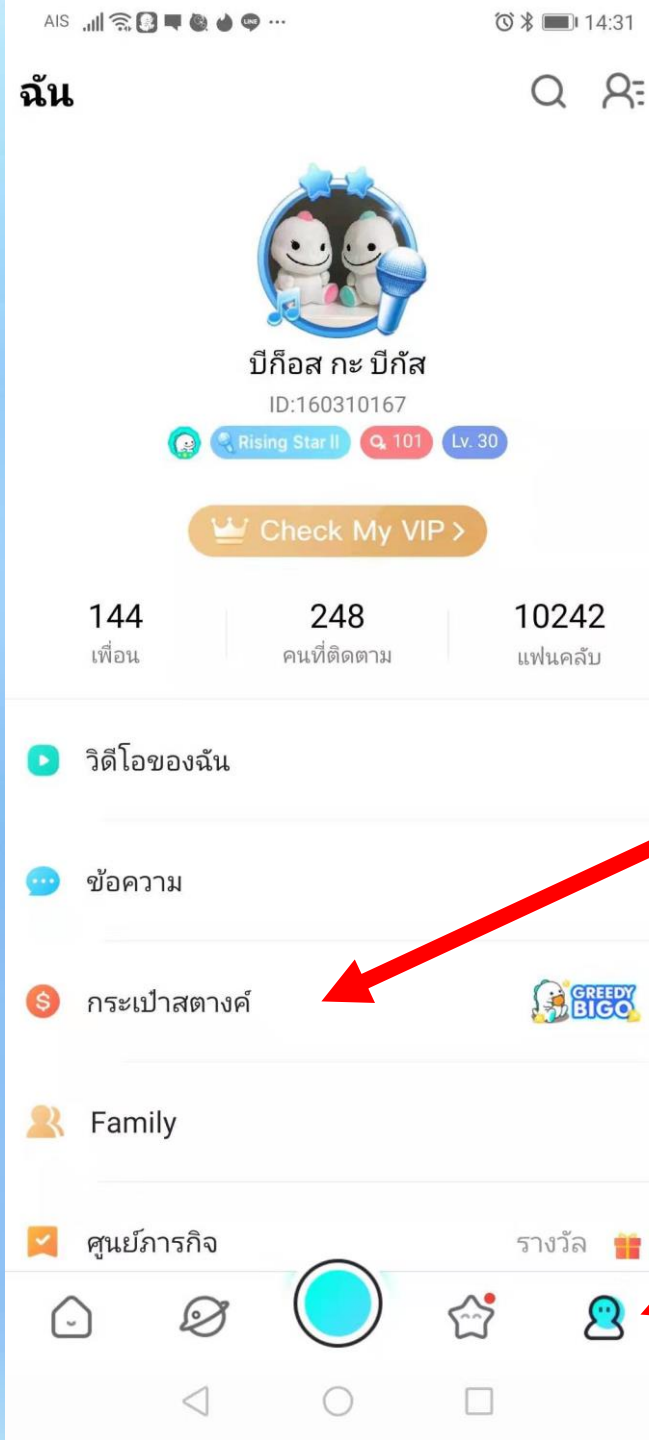 AIS LINE ... 14:31
ฉัน
บีก็อส กะ บีกัส
ID:160310167
Rising Star II 101 Lv. 30
Check My VIP >
144 248 10242
เพื่อน คนที่ติดตาม แฟนคลับ
วิดีโอของฉัน
ข้อความ
กระเป๋าสตางค์ GREEDY
BIGO
Family
ศูนย์ภารกิจ รางวัล